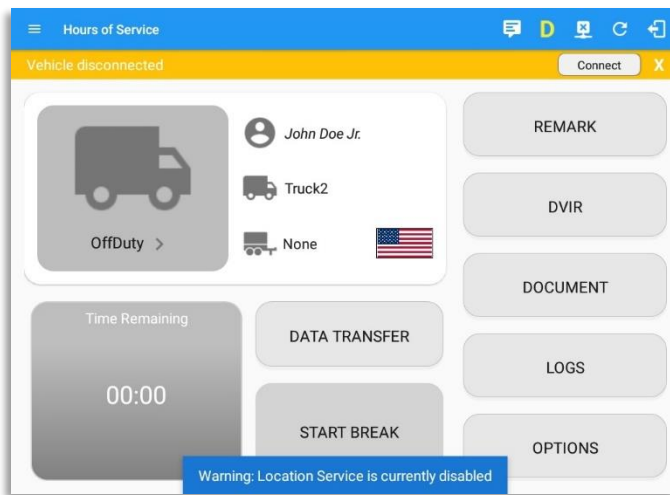 Hours of Service
D
Vehicle disconnected
Connect
X
John Doe Jr.
Truck2
OffDuty >
None
REMARK
DVIR
DOCUMENT
LOGS
OPTIONS
Time Remaining
00:00
DATA TRANSFER
START BREAK
Warning: Location Service is currently disabled